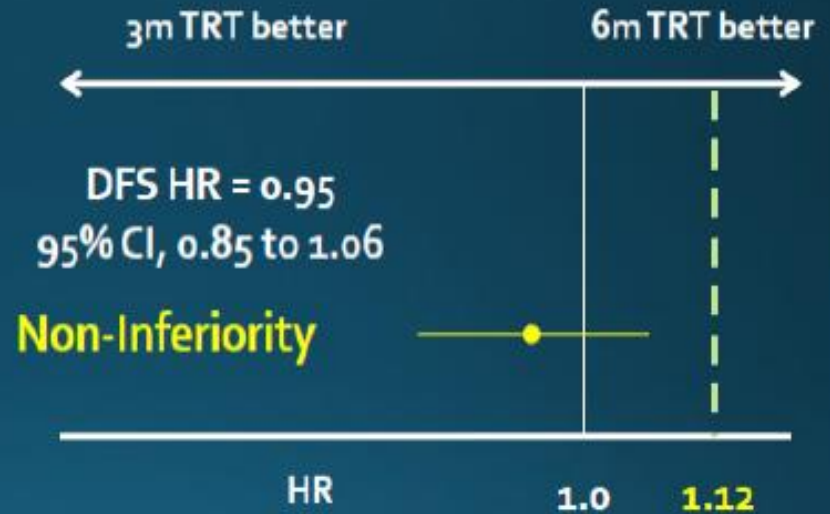 3m TRT better 6m TRT better
DFS HR = 0.95
95% CI, 0.85 to 1.06
Non-Inferiority
HR 1.0 1.12